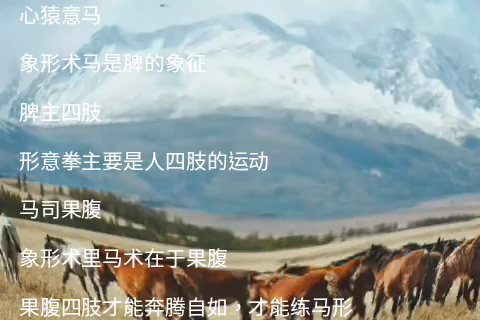 心猿意马
象形术马是脾的象征
脾主四肢
形意拳主要是人四肢的運动
马司果腹
象形术里马术在于果腹
果腹四肢才能奔腾自如，才能练马形